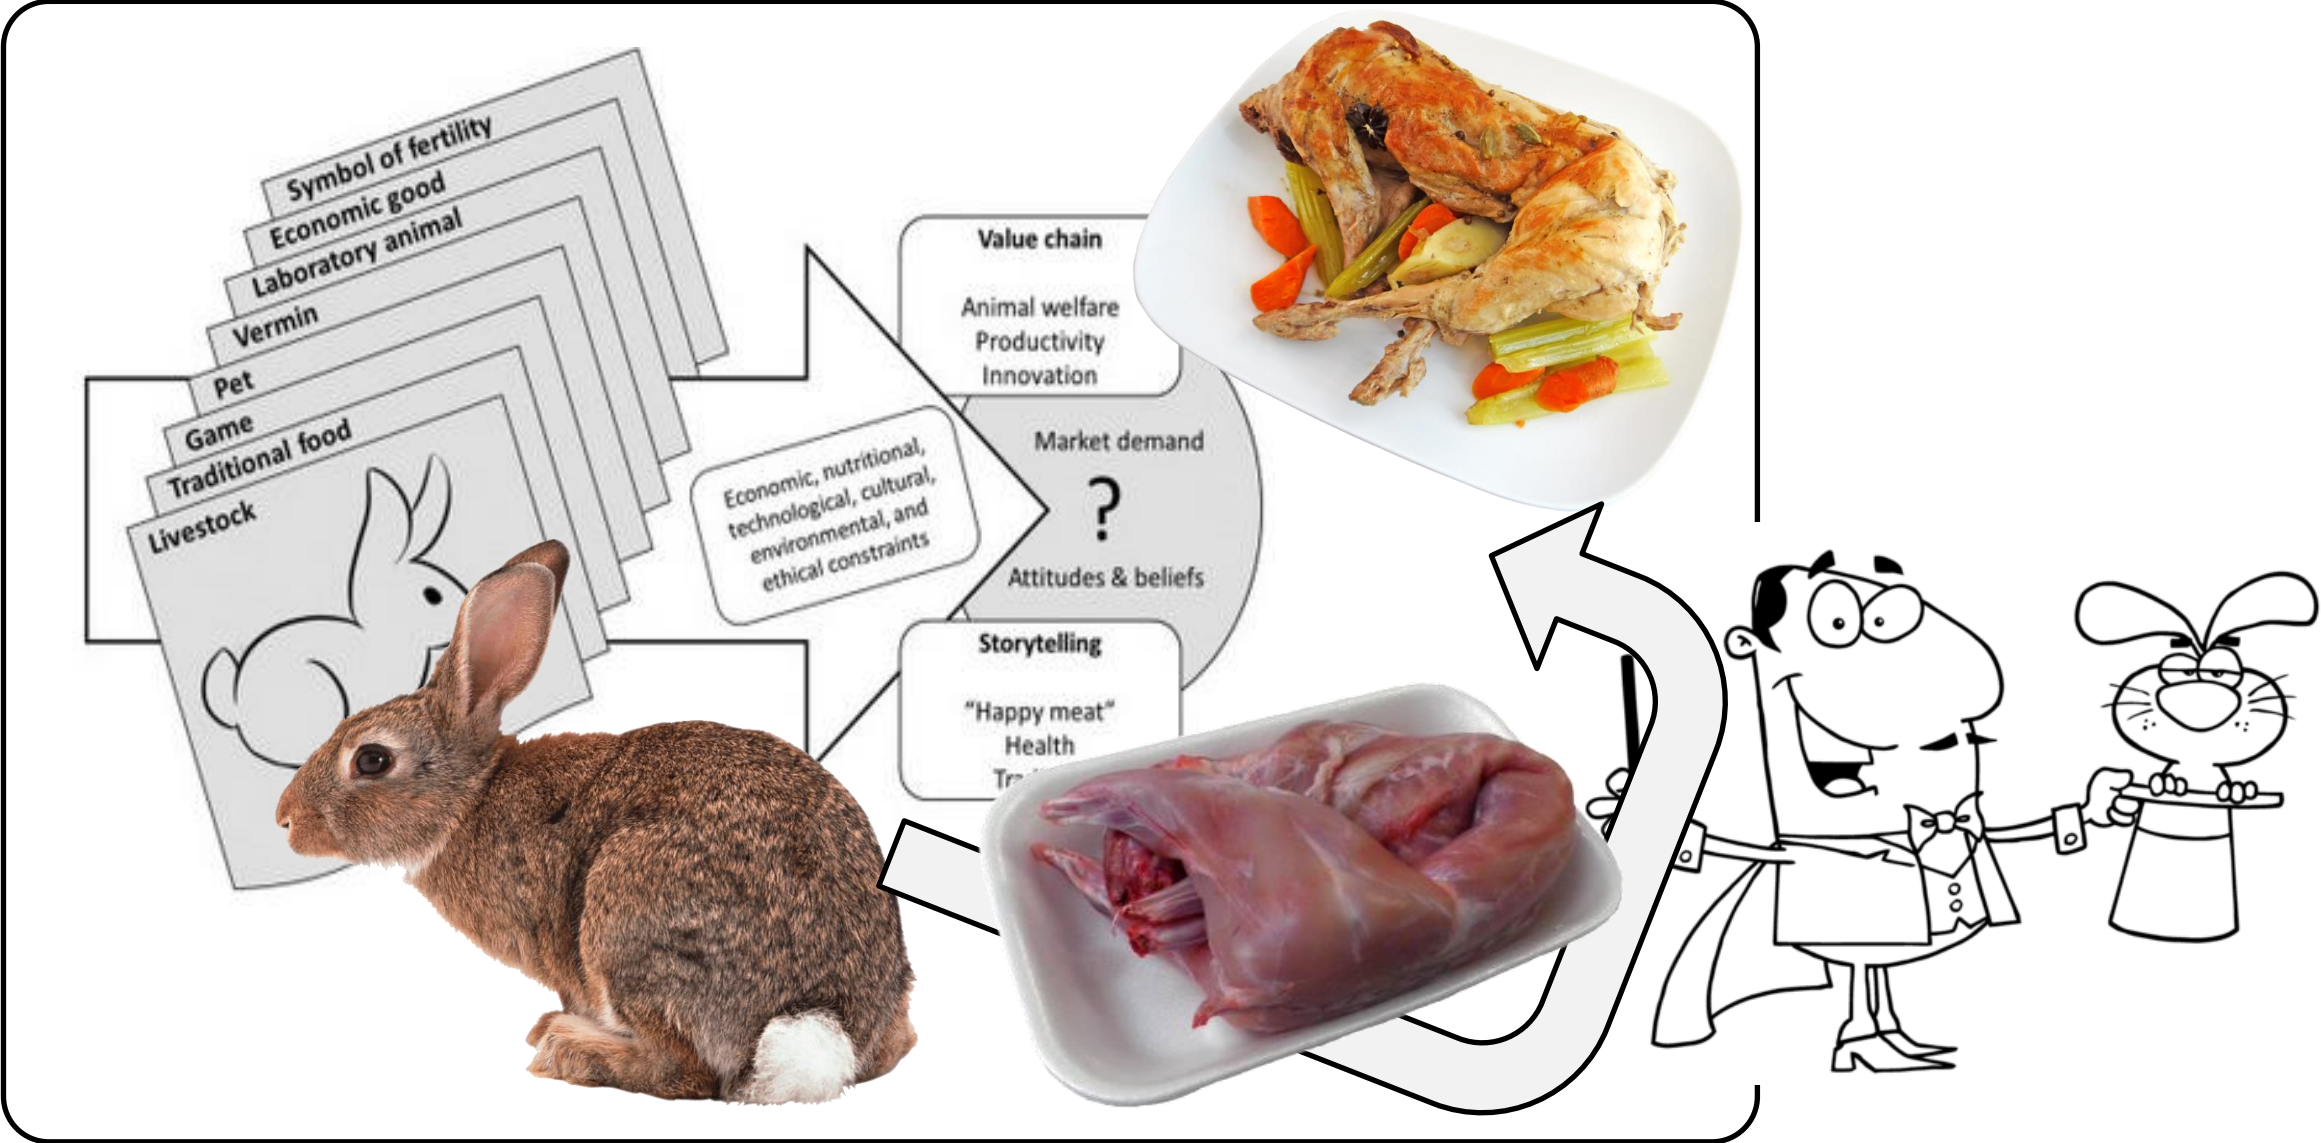 Symbol of fertility
Economic good
Laboratory animal
Vermin
Pet
Game
Traditional food
Livestock
Economic, nutritional,
technological, cultural,
environmental, and
ethical constraints
Value chain
Animal welfare
Productivity
Innovation
Market demand
?
Attitudes & beliefs
Storytelling
“Happy meat“
Health